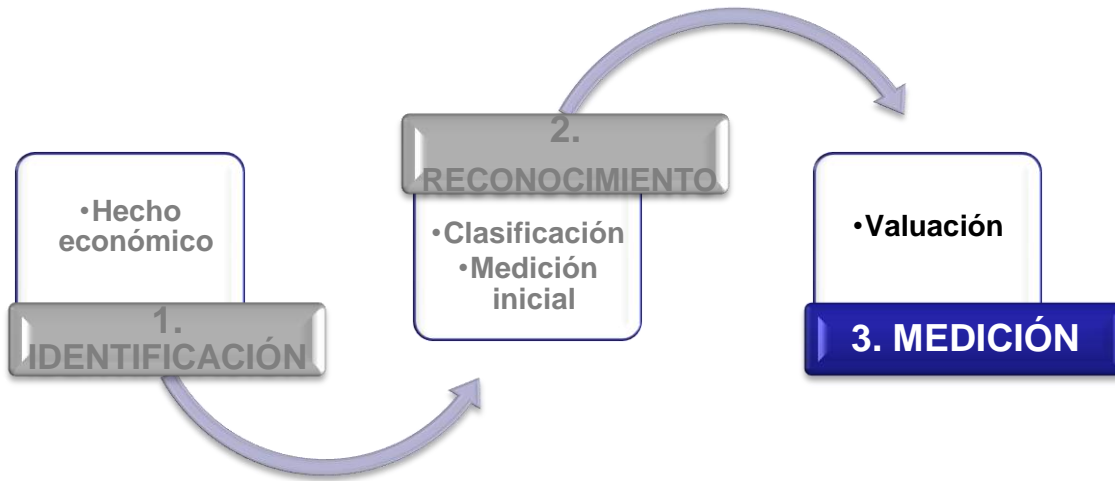 •Hecho
económico
1.
IDENTIFICACIÓN
2.
RECONOCIMIENTO
•Clasificación
•Medición
inicial
•Valuación
3. MEDICIÓN